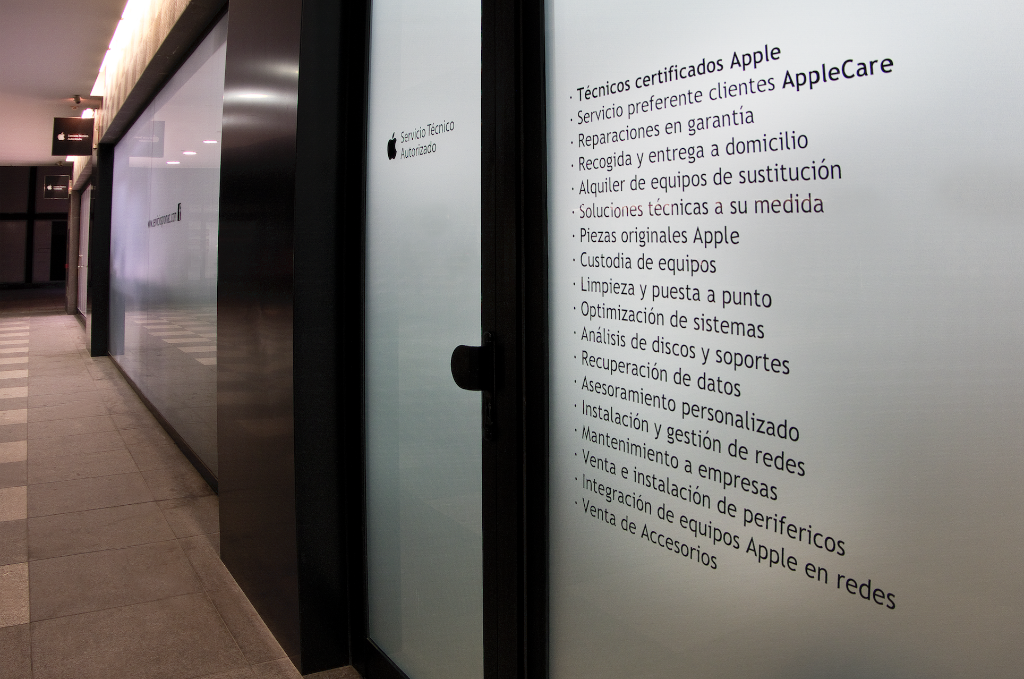 Servicio Técnico
Autorizado
· Técnicos certificados Apple
· Servicio preferente clientes AppleCare
· Reparaciones en garantía
· Recogida y entrega a domicilio
· Alquiler de equipos de sustitución
· Soluciones técnicas a su medida
· Piezas originales Apple
· Custodia de equipos
· Limpieza y puesta a punto
· Optimización de sistemas
· Análisis de discos y soportes
· Recuperación de datos
· Asesoramiento personalizado
· Instalación y gestión de redes
· Mantenimiento a empresas
· Venta e instalación de perifericos
· Integración de equipos Apple en redes
· Venta de Accesorios